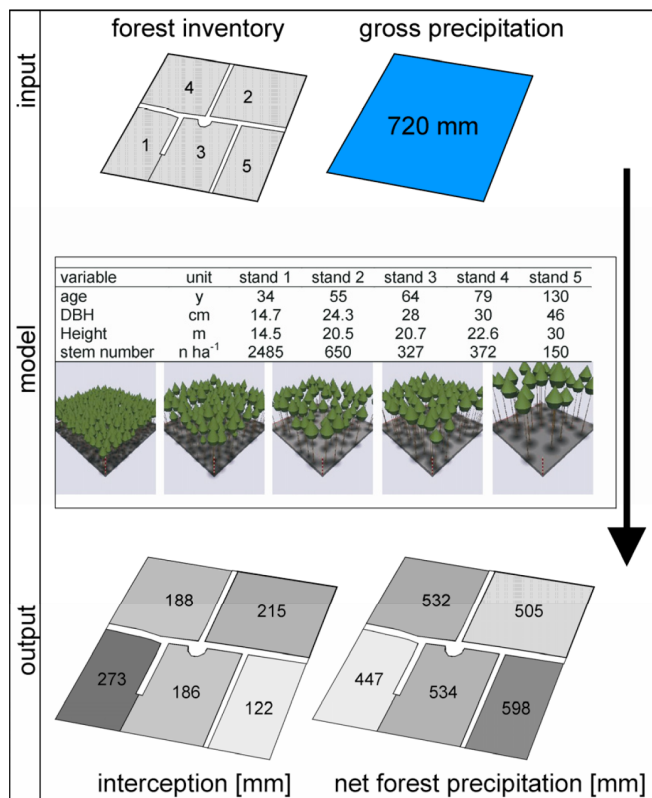 forest inventory gross precipitation
input
4
2
1
3
5
720 mm
model
variable unit stand 1 stand 2 stand 3 stand 4 stand 5
age y 34 55 64 79 130
DBH cm 14.7 24.3 28 30 46
Height m 14.5 20.5 20.7 22.6 30
stem number n ha⁻¹ 2485 650 327 372 150
output
188
215
273
186
122
532
505
447
534
598
interception [mm] net forest precipitation [mm]